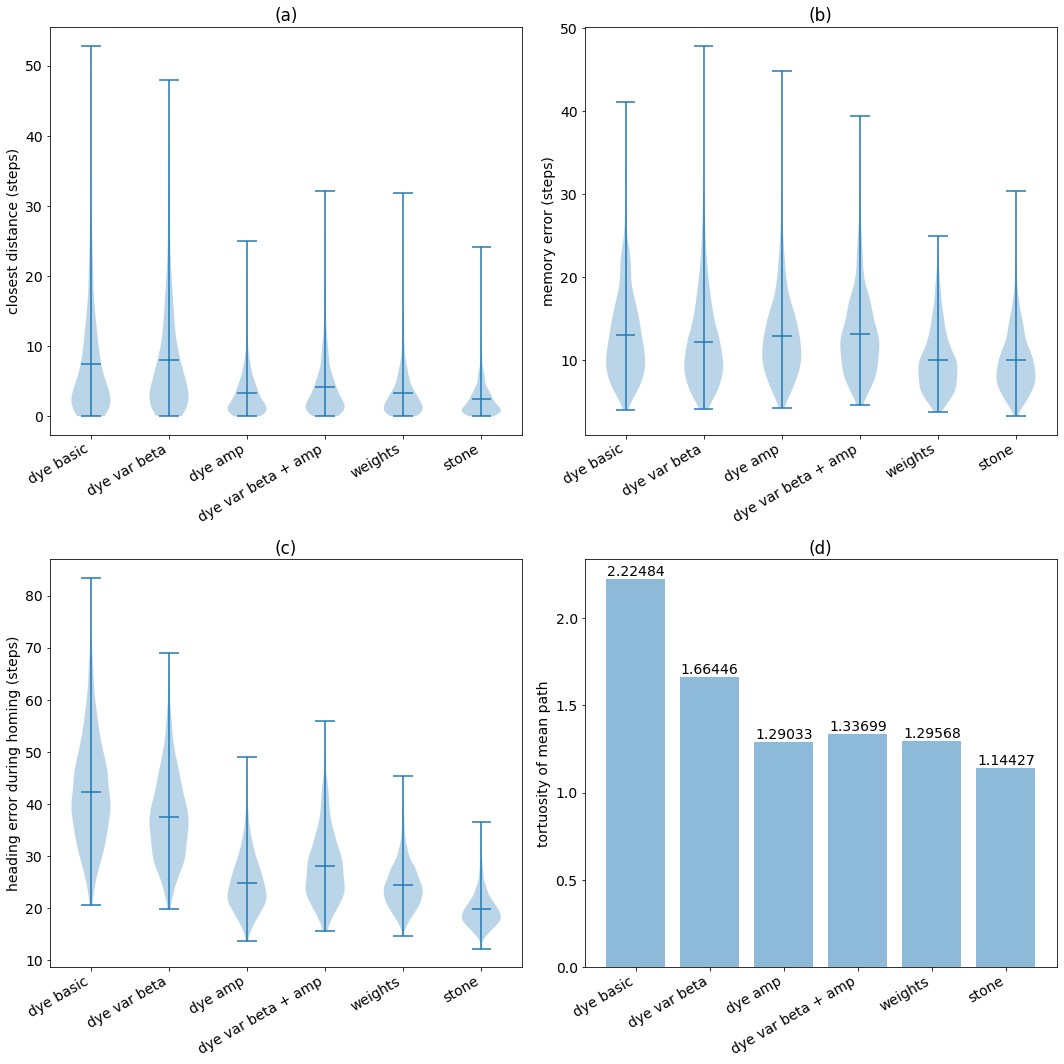 (a)
closest distance (steps)
50
40
30
20
10
0
dye basic
dye var beta
dye amp
dye var beta + amp
weights
stone
(b)
memory error (steps)
50
40
30
20
10
dye basic
dye var beta
dye amp
dye var beta + amp
weights
stone
(c)
heading error during homing (steps)
80
70
60
50
40
30
20
10
dye basic
dye var beta
dye amp
dye var beta + amp
weights
stone
(d)
tortuosity of mean path
2.0
1.5
1.0
0.5
0.0
2.22484
1.66446
1.29033
1.33699
1.29568
1.14427
dye basic
dye var beta
dye amp
dye var beta + amp
weights
stone